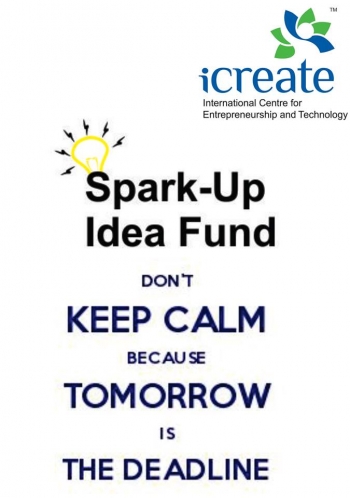 TM
icreate
International Centre for
Entrepreneurship and Technology
Spark-Up
Idea Fund
DON'T
KEEP CALM
BECAUSE
TOMORROW
IS
THE DEADLINE